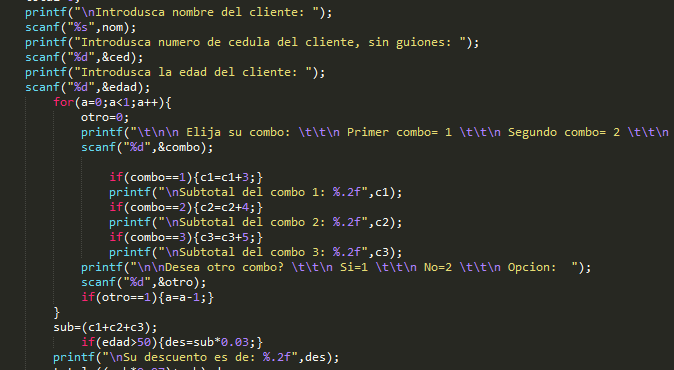 printf("\nIntrodusca nombre del cliente: ");
scanf("%s",nom);
printf("Introdusca numero de cedula del cliente, sin guiones: ");
scanf("%d",&ced);
printf("Introdusca la edad del cliente: ");
scanf("%d",&edad);
for(a=0;a<1;a++){
otro=0;
printf("\t\n\n Elija su combo: \t\t\n Primer combo= 1 \t\t\n Segundo combo= 2 \t\t\n
scanf("%d",&combo);
if(combo==1){c1=c1+3;}
printf("\nSubtotal del combo 1: %.2f",c1);
if(combo==2){c2=c2+4;}
printf("\nSubtotal del combo 2: %.2f",c2);
if(combo==3){c3=c3+5;}
printf("\nSubtotal del combo 3: %.2f",c3);
printf("\n\nDesea otro combo? \t\t\n Si=1 \t\t\n No=2 \t\t\n Opcion:  ");
scanf("%d",&otro);
if(otro==1){a=a-1;}
}
sub=(c1+c2+c3);
if(edad>50){des=sub*0.03;}
printf("\nSu descuento es de: %.2f",des);